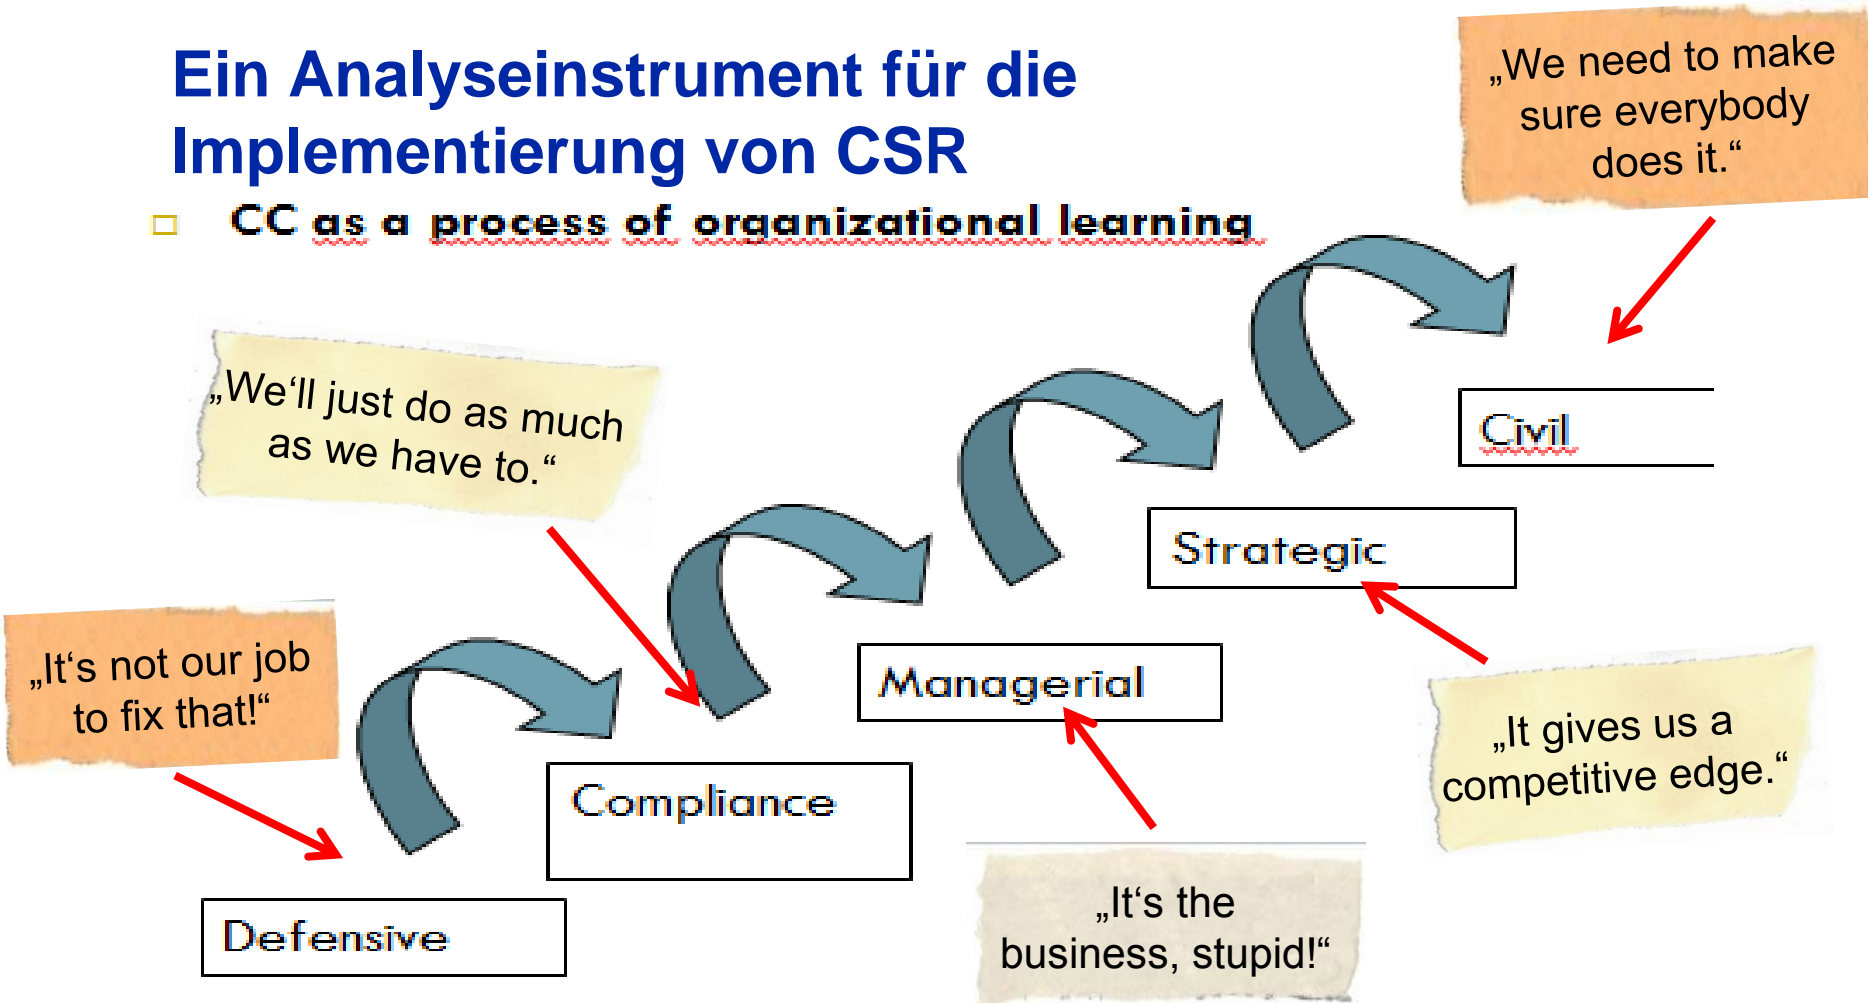 Ein Analyseinstrument für die
Implementierung von CSR
CC as a process of organizational learning
„We need to make
sure everybody
does it.“
„We‘ll just do as much
as we have to.“
Civil
Strategic
„It‘s not our job
to fix that!“
Managerial
„It gives us a
competitive edge.“
Compliance
„It‘s the
business, stupid!“
Defensive